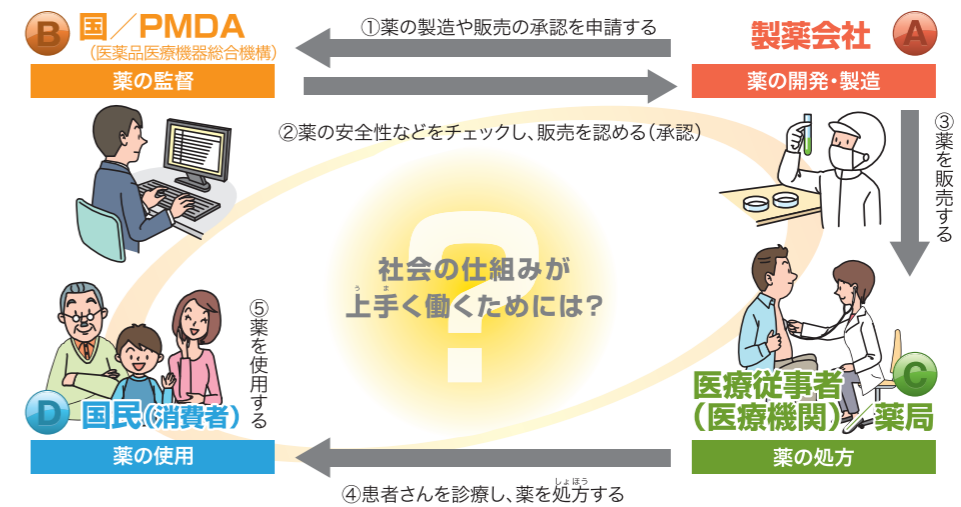 B
国／PMDA
（医薬品医療機器総合機構）
薬の監督
①薬の製造や販売の承認を申請する
製薬会社
A
薬の開発・製造
②薬の安全性などをチェックし、販売を認める（承認）
③薬を販売する
?
社会の仕組みが
うま
上手く働くためには？
⑤薬を使用する
D
国民（消費者）
薬の使用
C
医療従事者
（医療機関）／薬局
薬の処方
しょほう
④患者さんを診療し、薬を処方する